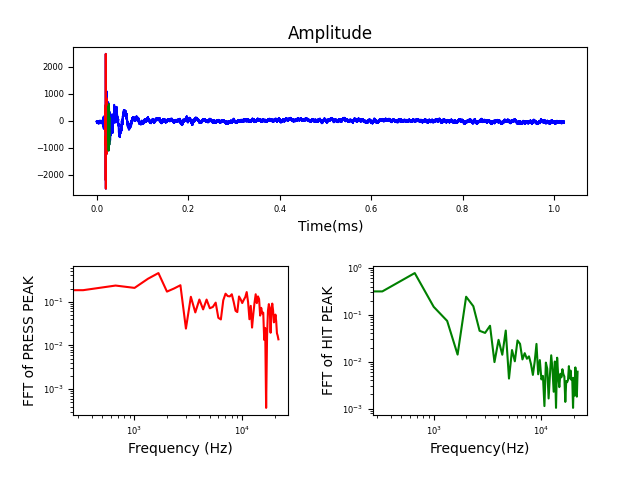 Amplitude
2000
1000
0
−1000
−2000
0.0 0.2 0.4 0.6 0.8 1.0
Time(ms)
FFT of PRESS PEAK
10⁻¹
10⁻²
10⁻³
10³ 10⁴
Frequency (Hz)
FFT of HIT PEAK
10⁰
10⁻¹
10⁻²
10⁻³
10³ 10⁴
Frequency(Hz)